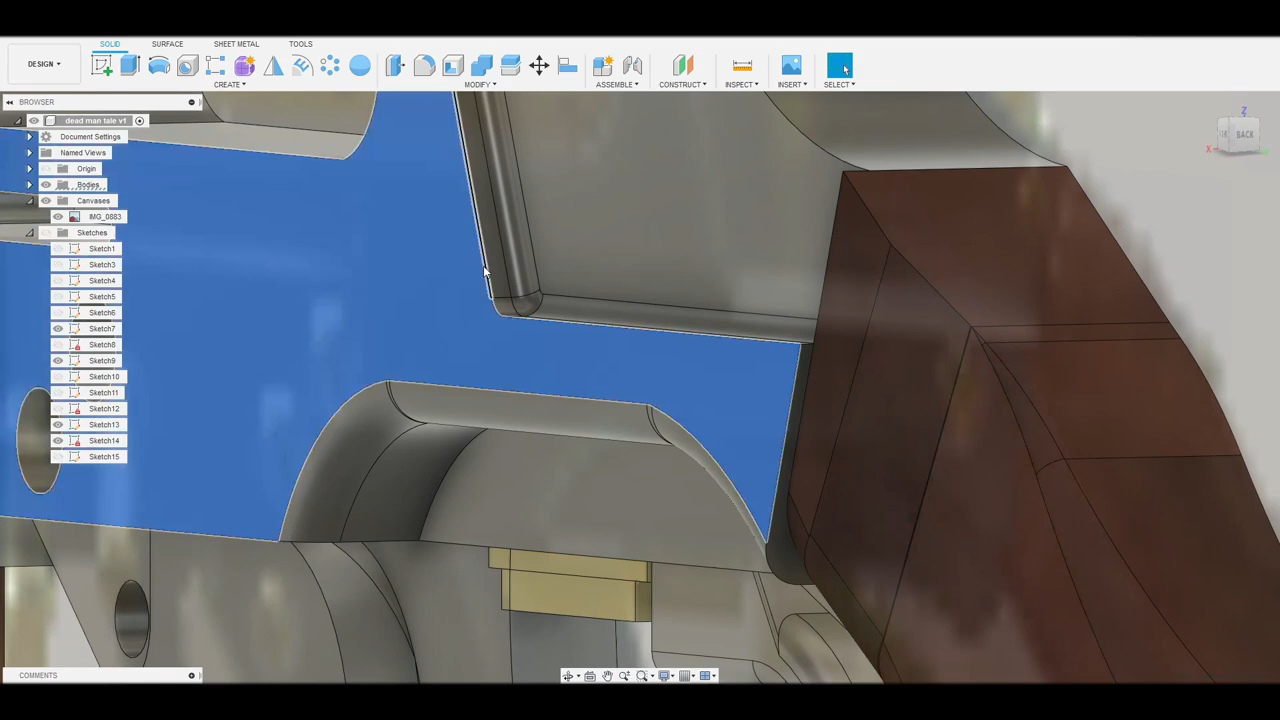 SOLID SURFACE SHEET METAL TOOLS
DESIGN
CREATE MODIFY ASSEMBLE CONSTRUCT INSPECT INSERT SELECT
BROWSER
dead man tale v1
Document Settings
Named Views
Origin
Bodies
Canvases
IMG_0883
Sketches
Sketch1
Sketch3
Sketch4
Sketch5
Sketch6
Sketch7
Sketch8
Sketch9
Sketch10
Sketch11
Sketch12
Sketch13
Sketch14
Sketch15
Z
BACK
X
COMMENTS